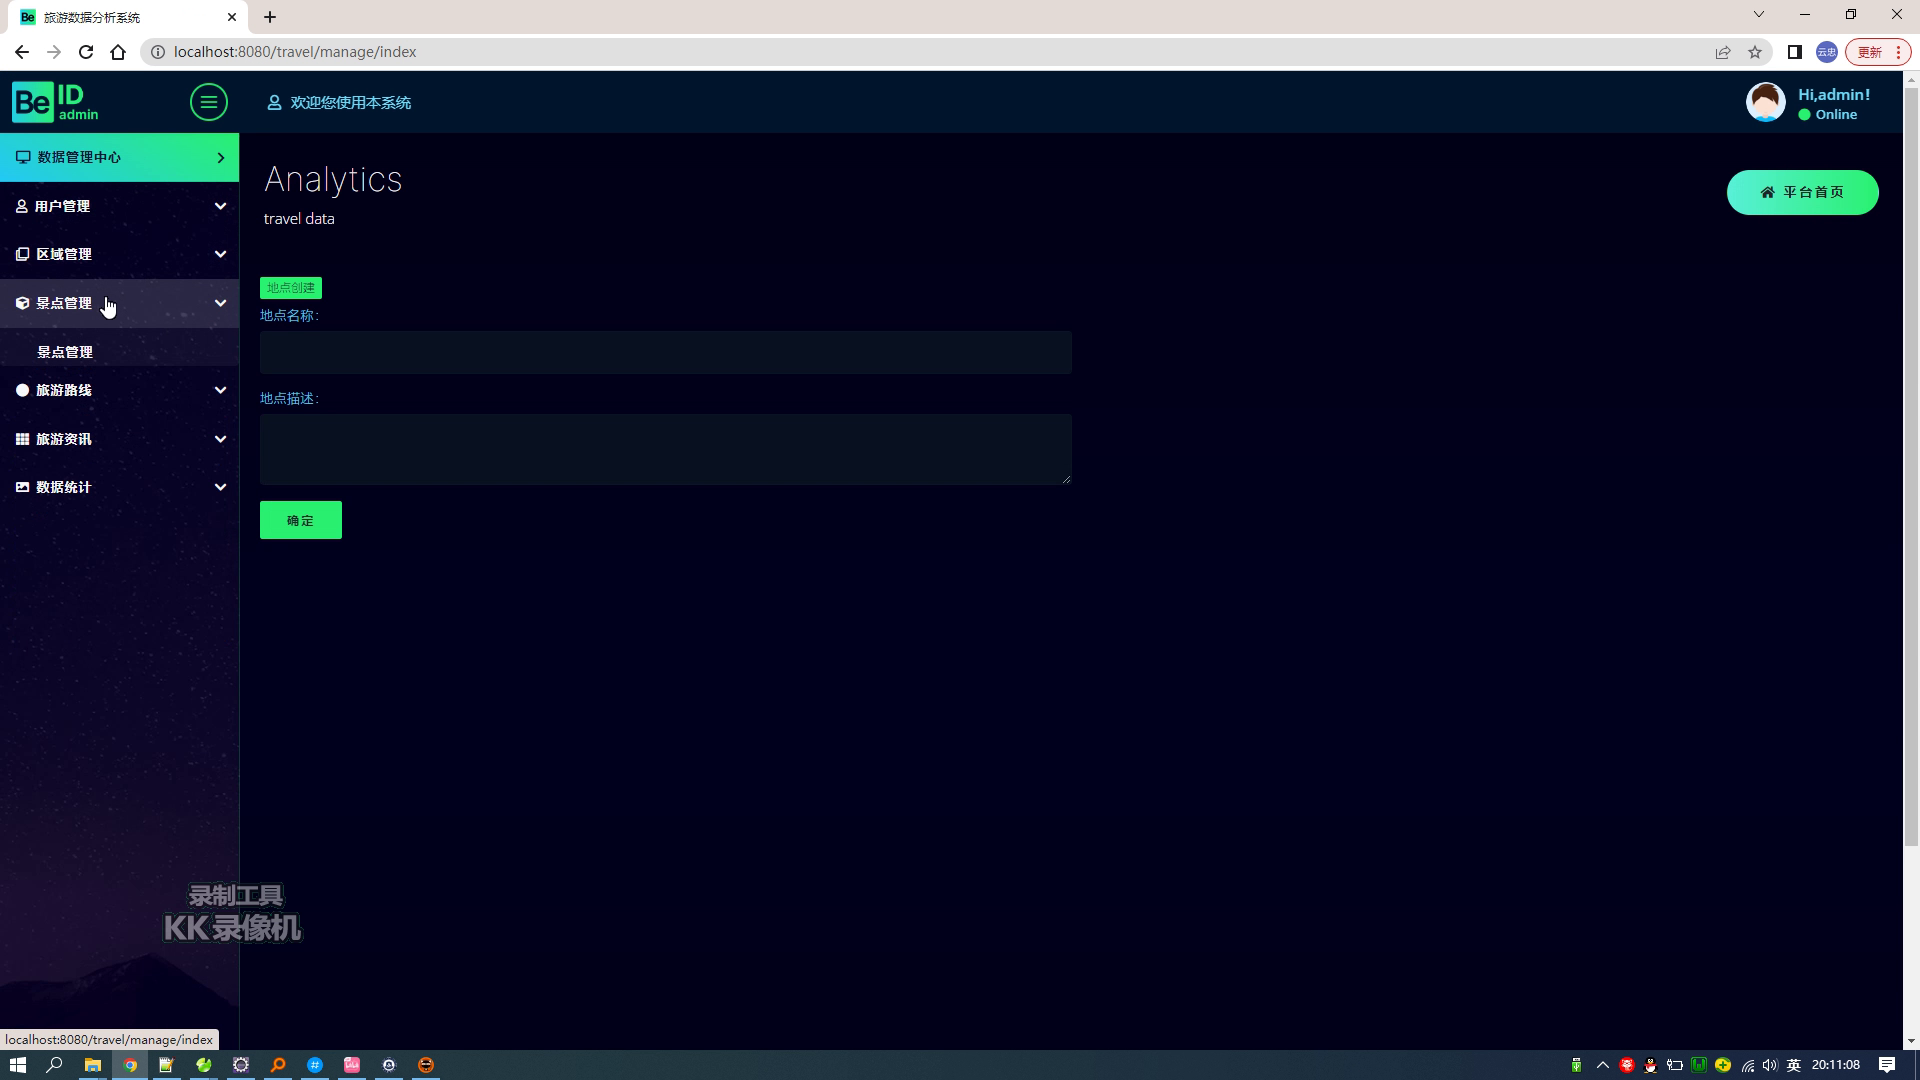 旅游数据分析系统
localhost:8080/travel/manage/index
云忠
更新
Be ID admin
欢迎您使用本系统
Hi,admin!
Online
数据管理中心
用户管理
区域管理
景点管理
景点管理
旅游路线
旅游资讯
数据统计
Analytics
travel data
平台首页
地点创建
地点名称:
地点描述:
确定
录制工具
KK录像机
localhost:8080/travel/manage/index
英
20:11:08